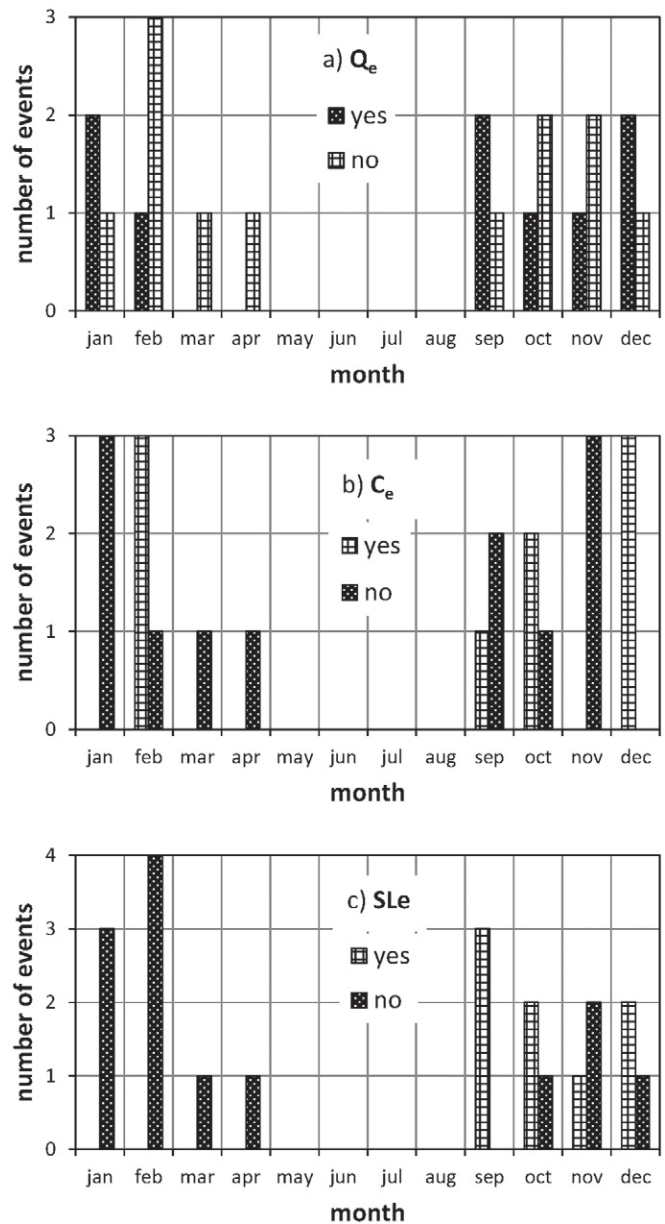 3
2
1
0
number of events
a) Qe
yes
no
jan feb mar apr may jun jul aug sep oct nov dec
month
3
2
1
0
number of events
b) Ce
yes
no
jan feb mar apr may jun jul aug sep oct nov dec
month
4
3
2
1
0
number of events
c) SLe
yes
no
jan feb mar apr may jun jul aug sep oct nov dec
month